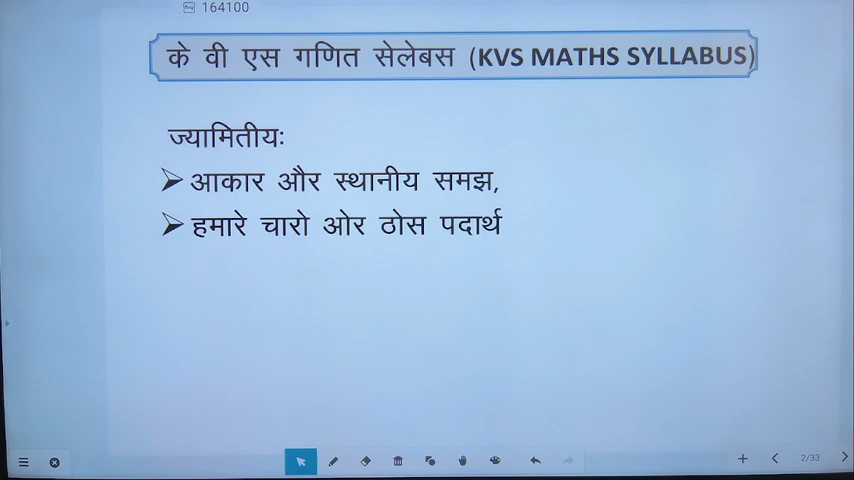 164100
के वी एस गणित सेलेबस (KVS MATHS SYLLABUS)
ज्यामितीयः
➢ आकार और स्थानीय समझ,
➢ हमारे चारो ओर ठोस पदार्थ
2/33